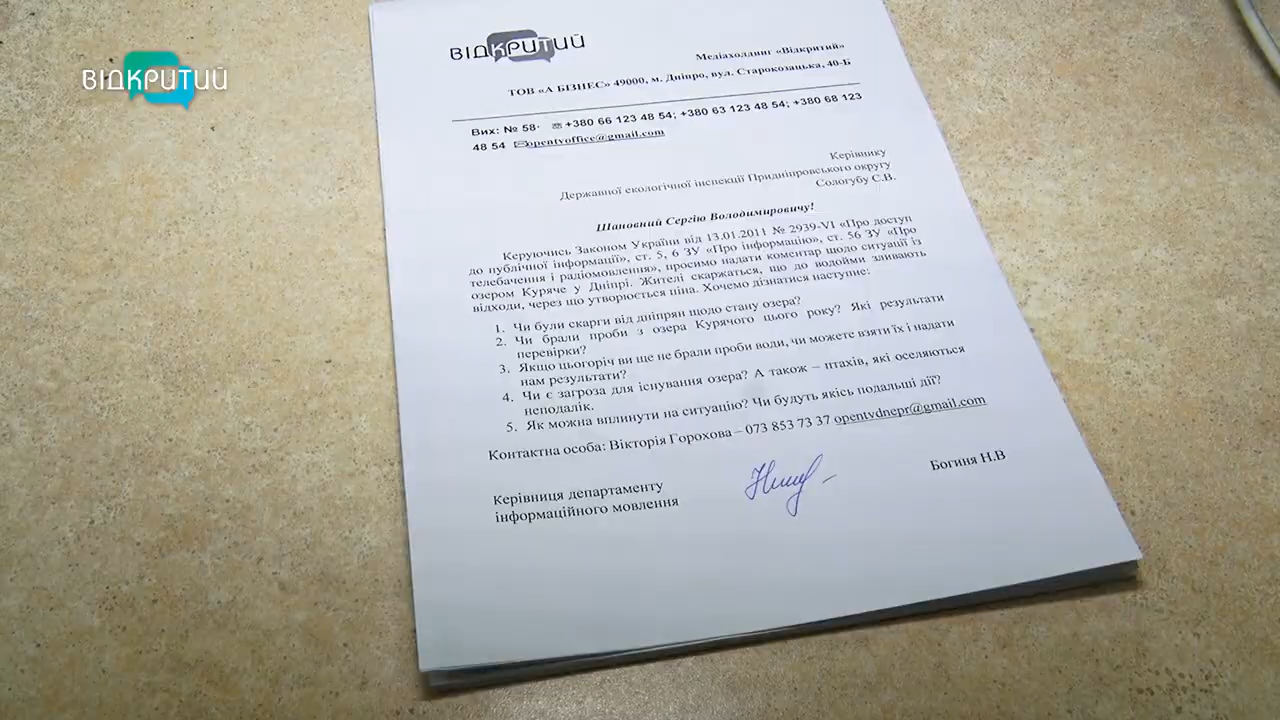 ВІДКРИТИЙ
ВІДКРИТИЙ
Медіахолдинг «Відкритий»
ТОВ «А БІЗНЕС» 49000, м. Дніпро, вул. Старокозацька, 40-Б
Вих: № 58- ☏+380 66 123 48 54; +380 63 123 48 54; +380 68 123
48 54 opentvoffice@gmail.com
Керівнику
Державної екологічної інспекції Придніпровського округу
Сологубу С.В.
Шановний Сергію Володимировичу!
Керуючись Законом України від 13.01.2011 № 2939-VI «Про доступ
до публічної інформації», ст. 5, 6 ЗУ «Про інформацію», ст. 56 ЗУ «Про
телебачення і радіомовлення», просимо надати коментар щодо ситуації із
озером Куряче у Дніпрі. Жителі скаржаться, що до водойми зливають
відходи, через що утворюється піна. Хочемо дізнатися наступне:
1. Чи були скарги від дніпрян щодо стану озера?
2. Чи брали проби з озера Курячого цього року? Які результати
перевірки?
3. Якщо цьогоріч ви ще не брали проби води, чи можете взяти їх і надати
нам результати?
4. Чи є загроза для існування озера? А також – птахів, які оселяються
неподалік.
5. Як можна вплинути на ситуацію? Чи будуть якісь подальші дії?
Контактна особа: Вікторія Горохова – 073 853 73 37 opentvdnepr@gmail.com
Керівниця департаменту
інформаційного мовлення
Богиня Н.В